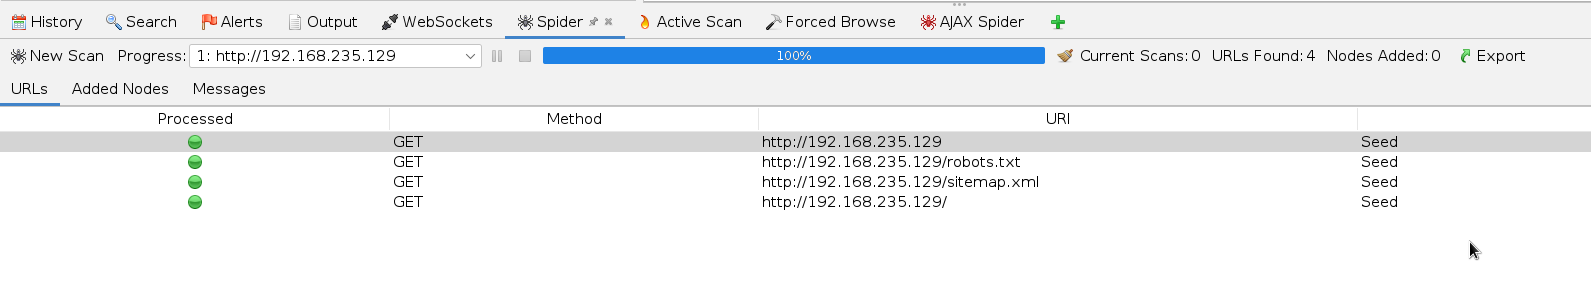 History Search Alerts Output WebSockets Spider Active Scan Forced Browse AJAX Spider
New Scan Progress: 1: http://192.168.235.129 100% Current Scans: 0 URLs Found: 4 Nodes Added: 0 Export
URLs Added Nodes Messages
Processed Method URI
GET http://192.168.235.129 Seed
GET http://192.168.235.129/robots.txt Seed
GET http://192.168.235.129/sitemap.xml Seed
GET http://192.168.235.129/ Seed